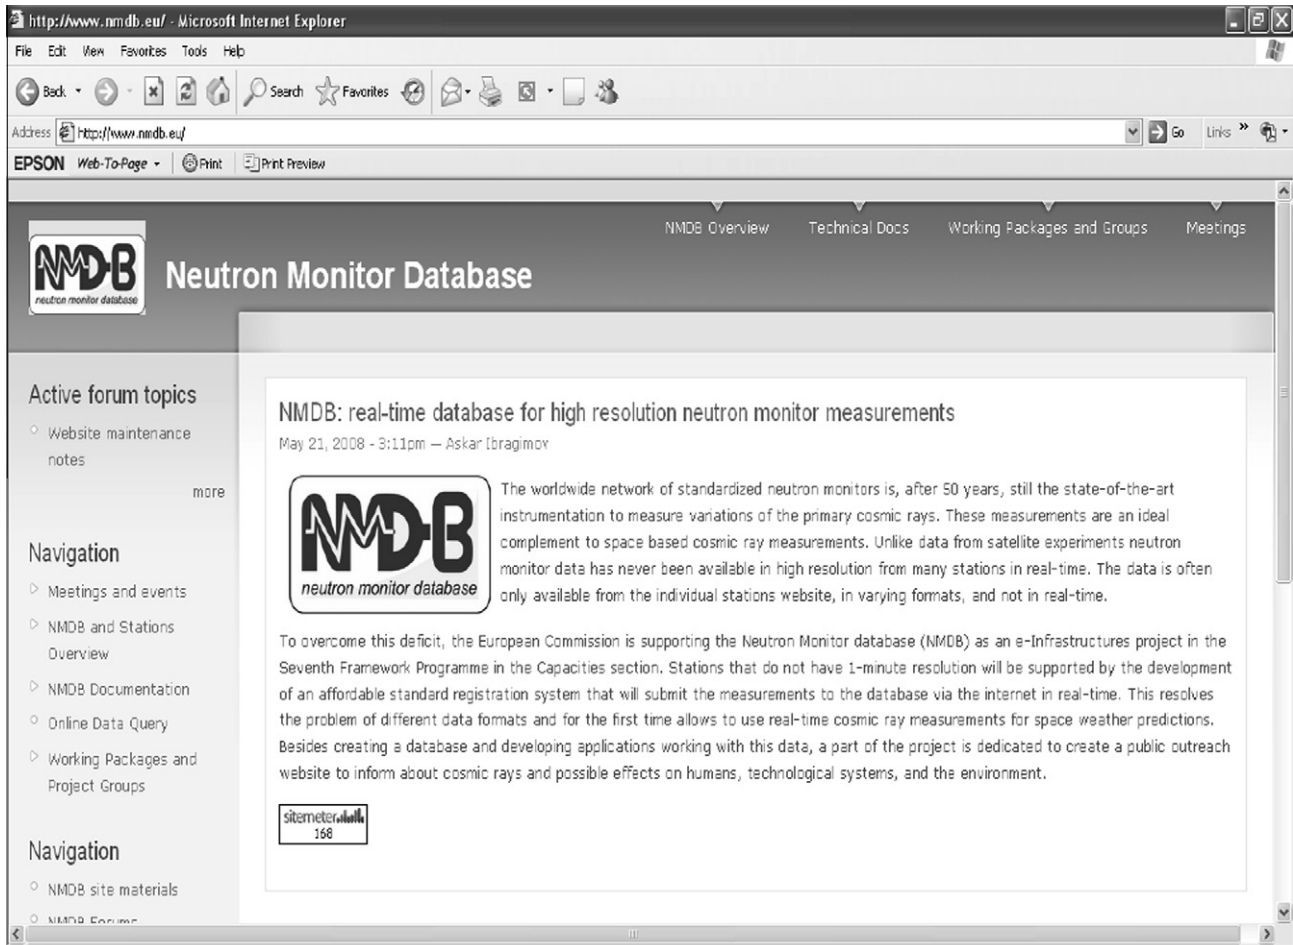 http://www.nmdb.eu/ - Microsoft Internet Explorer
File Edit View Favorites Tools Help
Back Search Favorites
Address http://www.nmdb.eu/ Go Links »
EPSON Web-To-Page Print Print Preview
NMDB Overview Technical Docs Working Packages and Groups Meetings
NMD-B
neutron monitor database
Neutron Monitor Database
Active forum topics
Website maintenance
notes
more
Navigation
Meetings and events
NMDB and Stations
Overview
NMDB Documentation
Online Data Query
Working Packages and
Project Groups
Navigation
NMDB site materials
NMDB Forums
NMDB: real-time database for high resolution neutron monitor measurements
May 21, 2008 - 3:11pm — Askar Ibragimov
NMD-B
neutron monitor database
The worldwide network of standardized neutron monitors is, after 50 years, still the state-of-the-art
instrumentation to measure variations of the primary cosmic rays. These measurements are an ideal
complement to space based cosmic ray measurements. Unlike data from satellite experiments neutron
monitor data has never been available in high resolution from many stations in real-time. The data is often
only available from the individual stations website, in varying formats, and not in real-time.
To overcome this deficit, the European Commission is supporting the Neutron Monitor database (NMDB) as an e-Infrastructures project in the
Seventh Framework Programme in the Capacities section. Stations that do not have 1-minute resolution will be supported by the development
of an affordable standard registration system that will submit the measurements to the database via the internet in real-time. This resolves
the problem of different data formats and for the first time allows to use real-time cosmic ray measurements for space weather predictions.
Besides creating a database and developing applications working with this data, a part of the project is dedicated to create a public outreach
website to inform about cosmic rays and possible effects on humans, technological systems, and the environment.
sitemeter
168